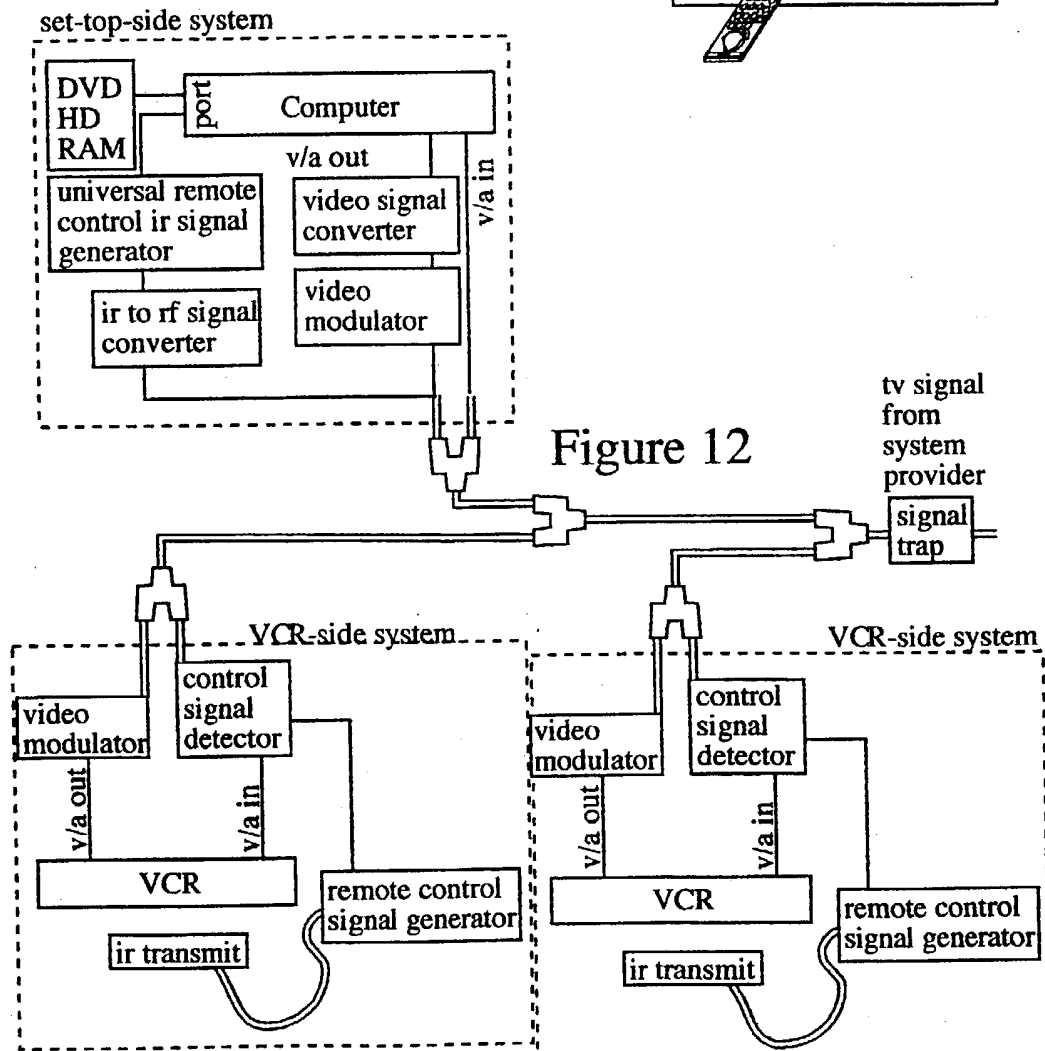 set-top-side system
DVD
HD
RAM
port
Computer
v/a out
v/a in
universal remote
control ir signal
generator
video signal
converter
ir to rf signal
converter
video
modulator
Figure 12
tv signal
from
system
provider
signal
trap
VCR-side system
video
modulator
control
signal
detector
v/a out
v/a in
VCR
remote control
signal generator
ir transmit
VCR-side system
video
modulator
control
signal
detector
v/a out
v/a in
VCR
remote control
signal generator
ir transmit